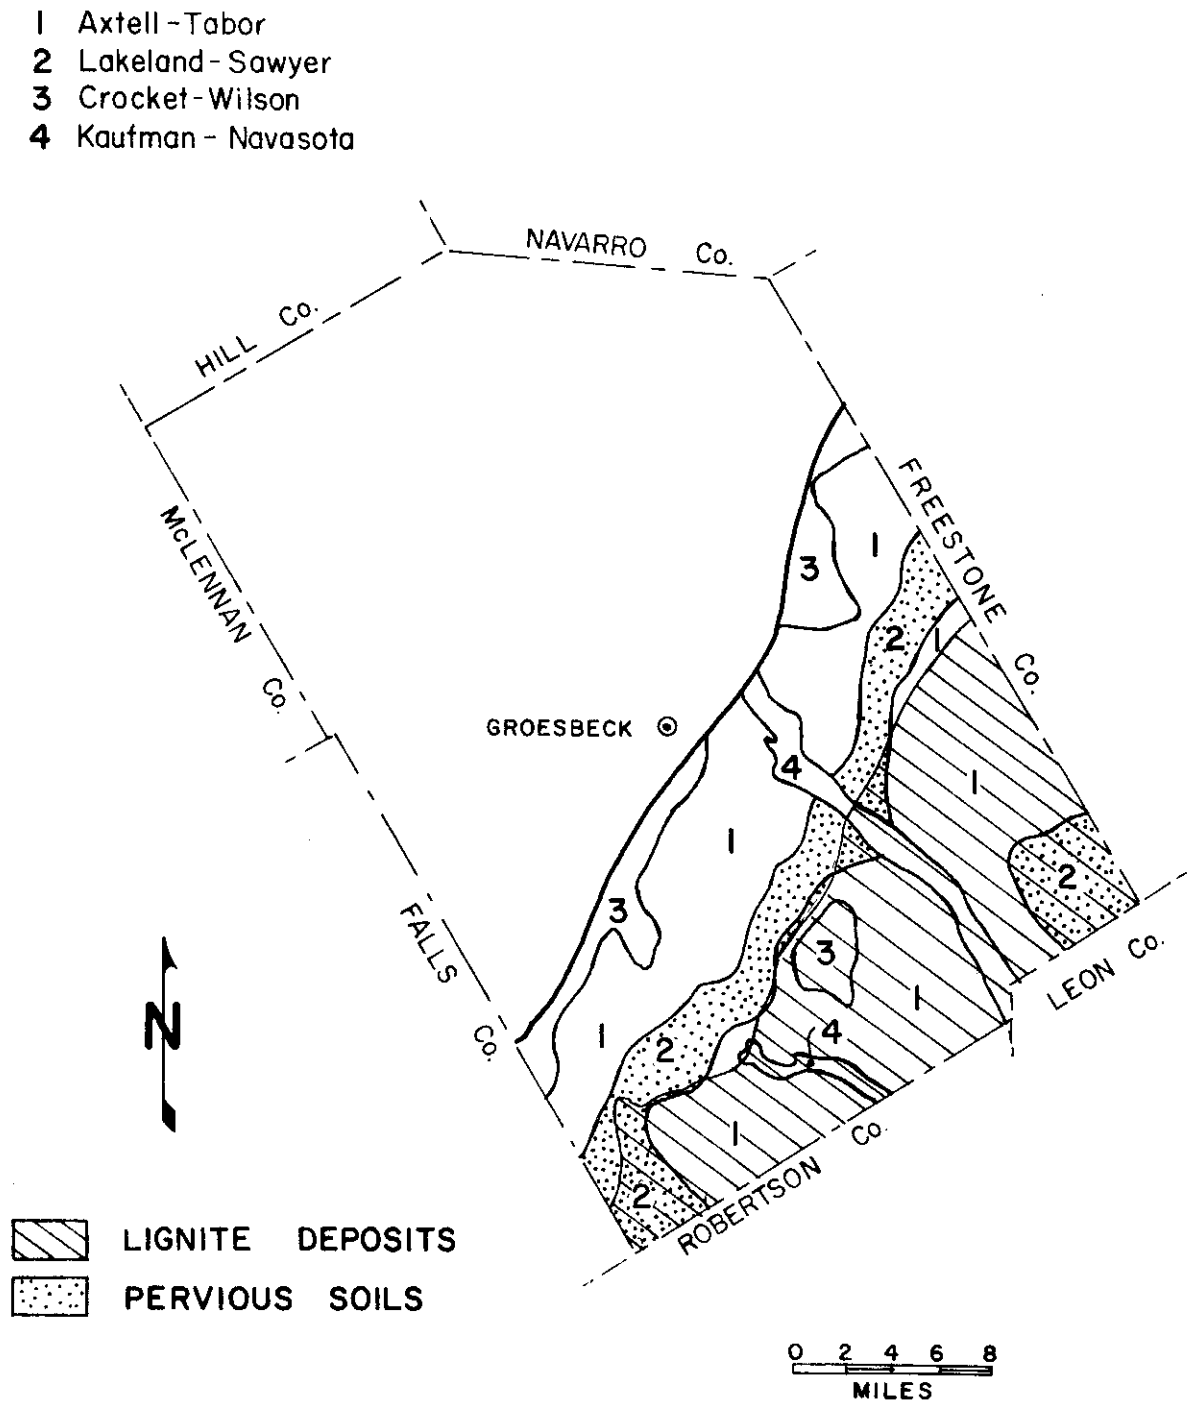 1 Axtell-Tabor
2 Lakeland-Sawyer
3 Crocket-Wilson
4 Kaufman-Navasota
NAVARRO Co.
HILL Co.
McLENNAN Co.
FREESTONE Co.
3
1
2
1
GROESBECK
4
1
1
2
3
3
1
FALLS Co.
LEON Co.
N
1
2
4
1
2
ROBERTSON Co.
LIGNITE DEPOSITS
PERVIOUS SOILS
0 2 4 6 8
MILES